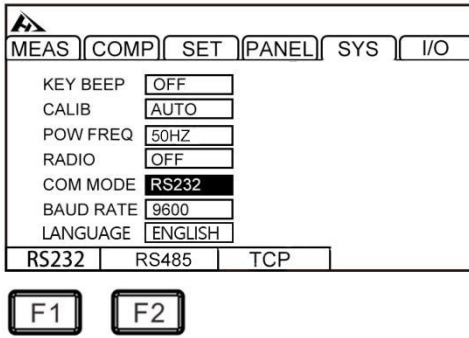 MEAS COMP SET PANEL SYS I/O
KEY BEEP OFF
CALIB AUTO
POW FREQ 50HZ
RADIO OFF
COM MODE RS232
BAUD RATE 9600
LANGUAGE ENGLISH
RS232 RS485 TCP
F1 F2